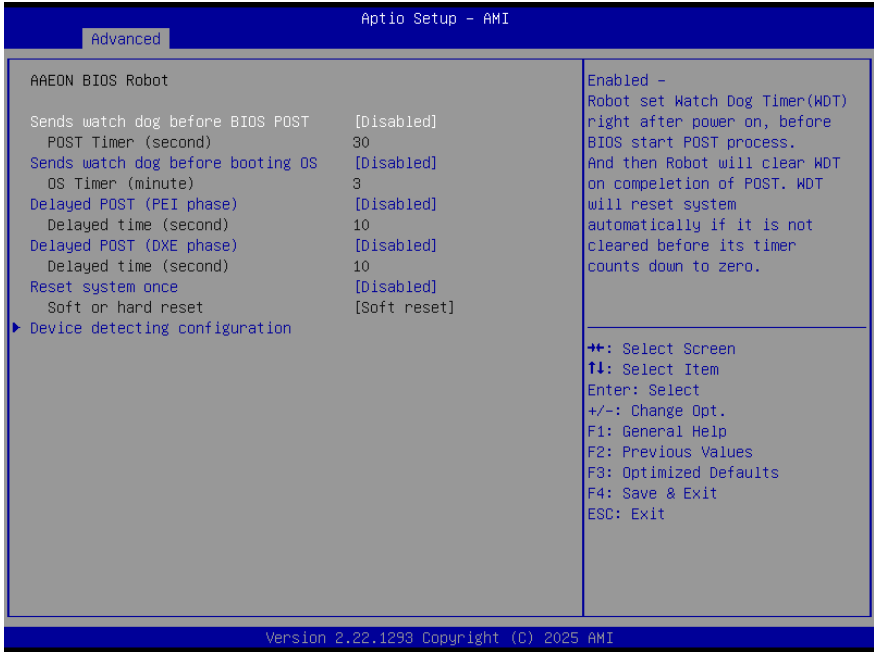 Aptio Setup – AMI
Advanced
AAEON BIOS Robot
Sends watch dog before BIOS POST [Disabled]
POST Timer (second) 30
Sends watch dog before booting OS [Disabled]
OS Timer (minute) 3
Delayed POST (PEI phase) [Disabled]
Delayed time (second) 10
Delayed POST (DXE phase) [Disabled]
Delayed time (second) 10
Reset system once [Disabled]
Soft or hard reset [Soft reset]
Device detecting configuration
Enabled –
Robot set Watch Dog Timer(WDT)
right after power on, before
BIOS start POST process.
And then Robot will clear WDT
on compeletion of POST. WDT
will reset system
automatically if it is not
cleared before its timer
counts down to zero.
→←: Select Screen
↑↓: Select Item
Enter: Select
+/-: Change Opt.
F1: General Help
F2: Previous Values
F3: Optimized Defaults
F4: Save & Exit
ESC: Exit
Version 2.22.1293 Copyright (C) 2025 AMI